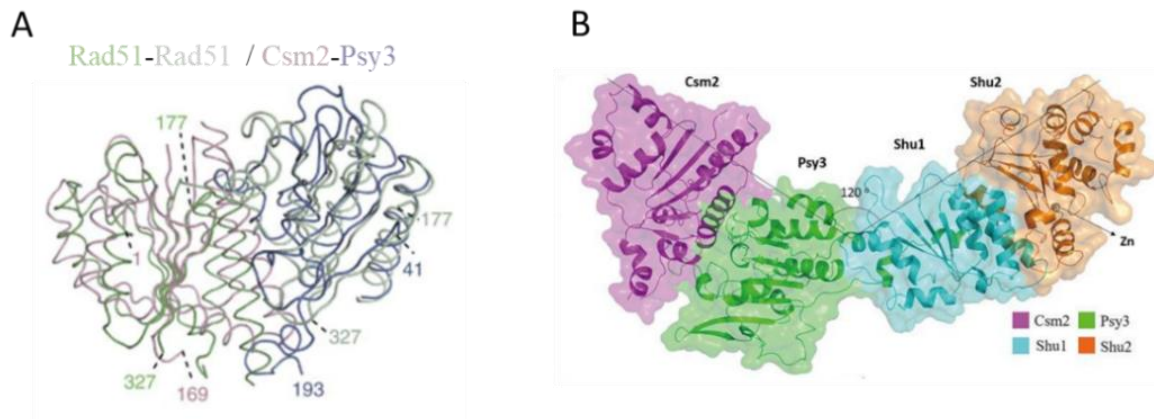 A
Rad51-Rad51 / Csm2-Psy3
177
177
1
41
327
327
169
193
B
Csm2
Shu2
Psy3
Shu1
120 °
Zn
Csm2 Psy3
Shu1 Shu2